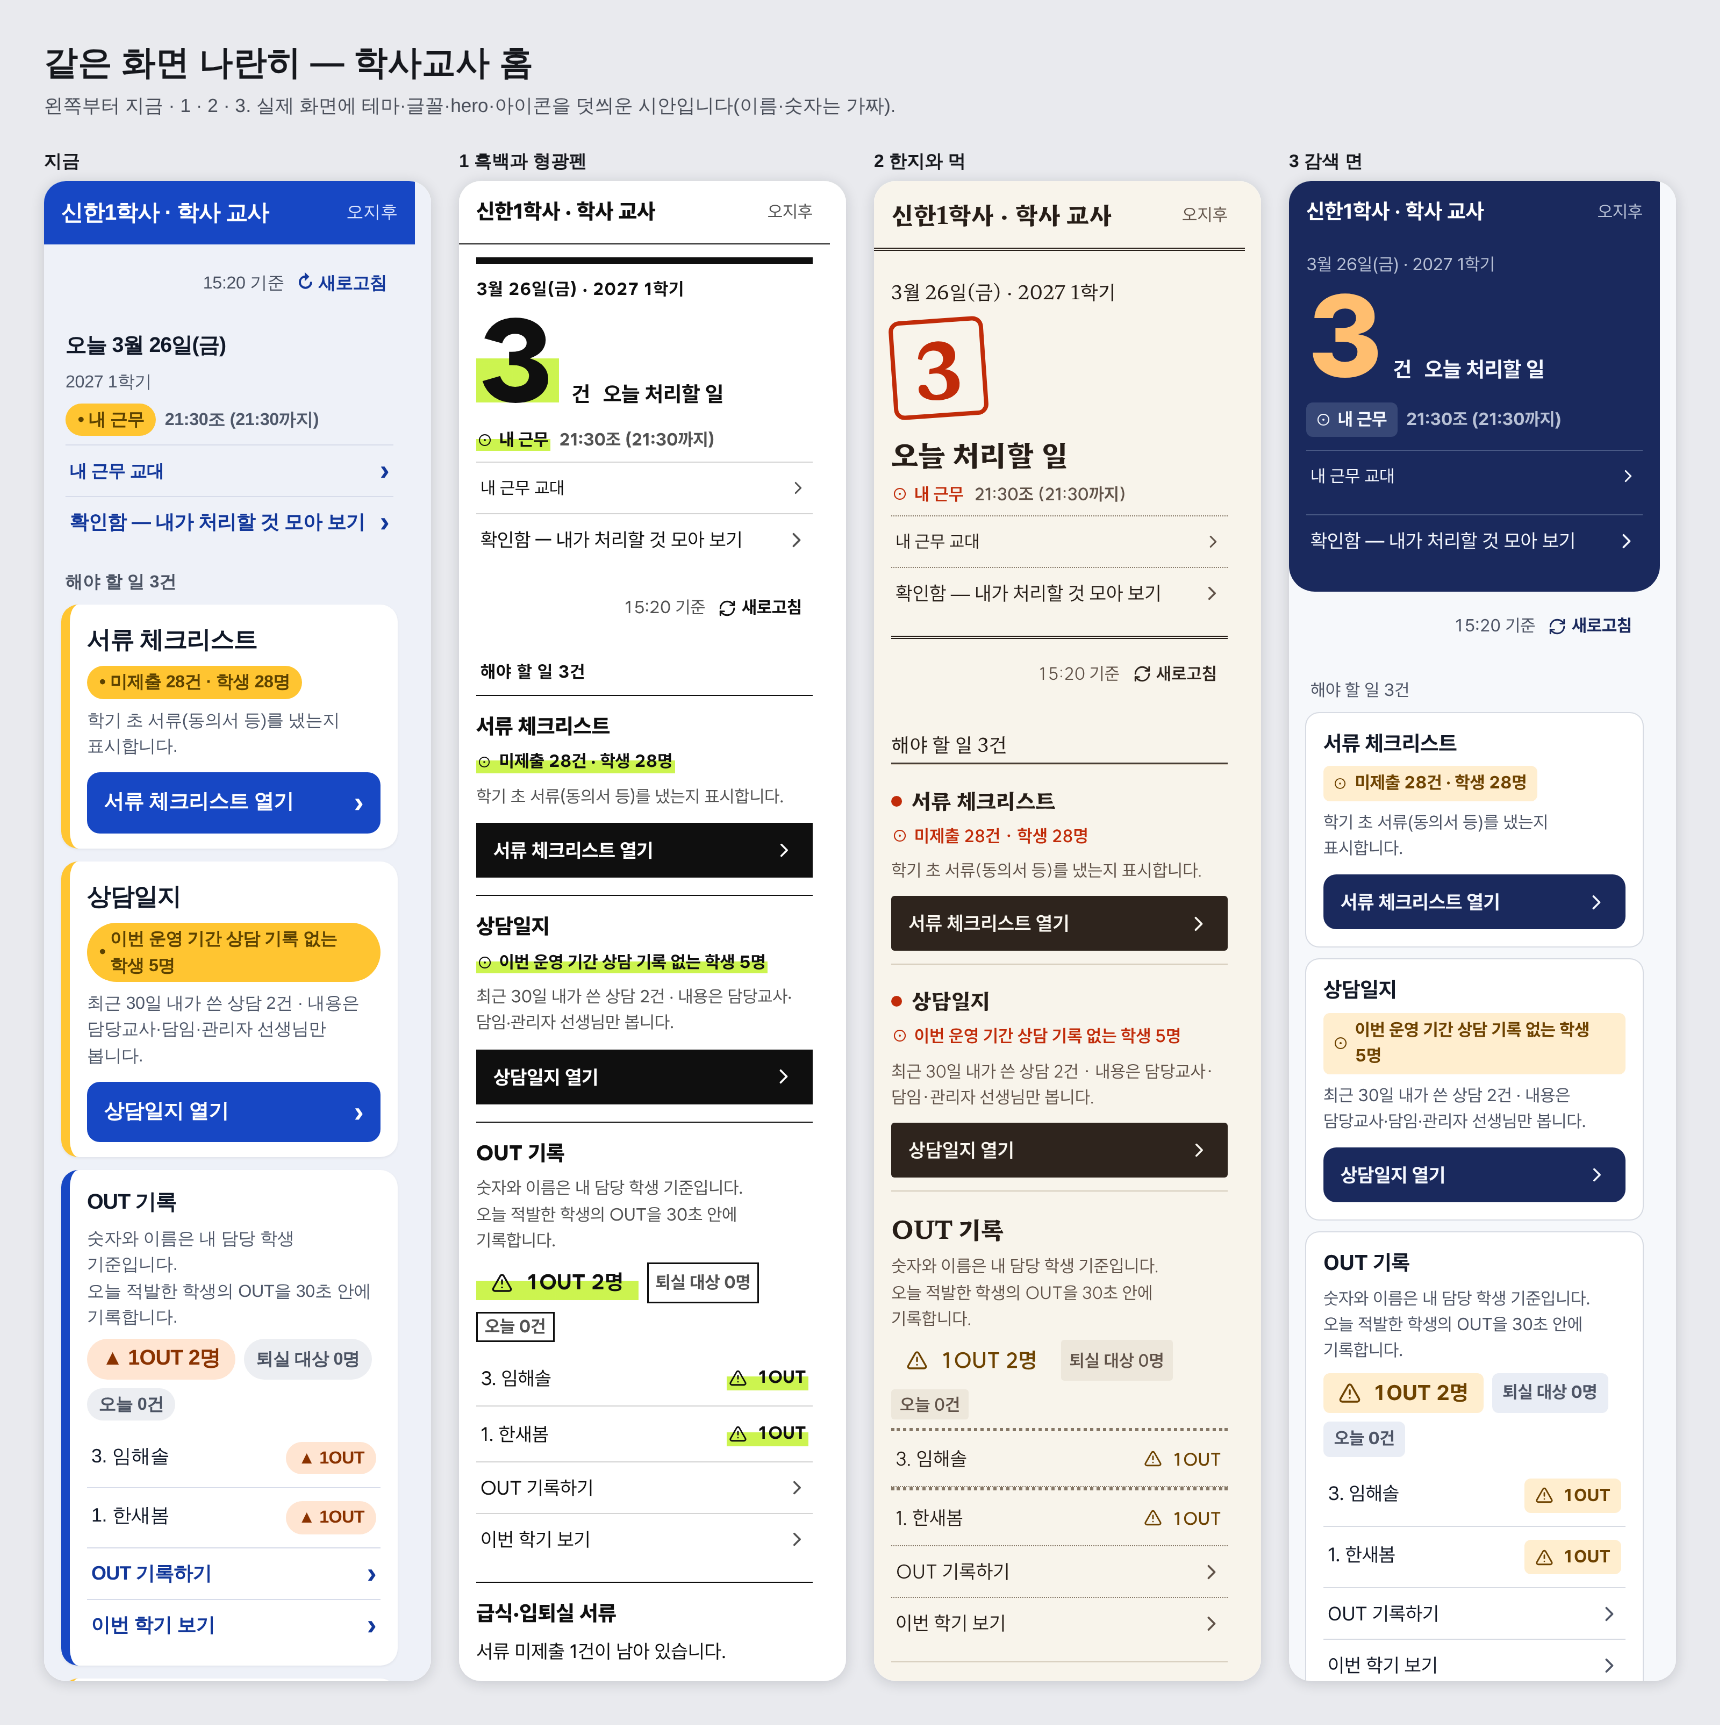 같은 화면 나란히 — 학사교사 홈
왼쪽부터 지금 · 1 · 2 · 3. 실제 화면에 테마·글꼴·hero·아이콘을 덧씌운 시안입니다(이름·숫자는 가짜).
지금
신한1학사 · 학사 교사 오지후
15:20 기준 새로고침
오늘 3월 26일(금)
2027 1학기
• 내 근무 21:30조 (21:30까지)
내 근무 교대 ›
확인함 — 내가 처리할 것 모아 보기 ›
해야 할 일 3건
서류 체크리스트
• 미제출 28건 · 학생 28명
학기 초 서류(동의서 등)를 냈는지
표시합니다.
서류 체크리스트 열기 ›
상담일지
• 이번 운영 기간 상담 기록 없는
학생 5명
최근 30일 내가 쓴 상담 2건 · 내용은
담당교사·담임·관리자 선생님만
봅니다.
상담일지 열기 ›
OUT 기록
숫자와 이름은 내 담당 학생
기준입니다.
오늘 적발한 학생의 OUT을 30초 안에
기록합니다.
▲ 1OUT 2명 퇴실 대상 0명
오늘 0건
3. 임해솔 ▲ 1OUT
1. 한새봄 ▲ 1OUT
OUT 기록하기 ›
이번 학기 보기 ›
1 흑백과 형광펜
신한1학사 · 학사 교사 오지후
3월 26일(금) · 2027 1학기
3 건 오늘 처리할 일
내 근무 21:30조 (21:30까지)
내 근무 교대
확인함 — 내가 처리할 것 모아 보기
15:20 기준 새로고침
해야 할 일 3건
서류 체크리스트
미제출 28건 · 학생 28명
학기 초 서류(동의서 등)를 냈는지 표시합니다.
서류 체크리스트 열기
상담일지
이번 운영 기간 상담 기록 없는 학생 5명
최근 30일 내가 쓴 상담 2건 · 내용은 담당교사·
담임·관리자 선생님만 봅니다.
상담일지 열기
OUT 기록
숫자와 이름은 내 담당 학생 기준입니다.
오늘 적발한 학생의 OUT을 30초 안에
기록합니다.
1OUT 2명 퇴실 대상 0명
오늘 0건
3. 임해솔 1OUT
1. 한새봄 1OUT
OUT 기록하기
이번 학기 보기
급식·입퇴실 서류
서류 미제출 1건이 남아 있습니다.
2 한지와 먹
신한1학사 · 학사 교사 오지후
3월 26일(금) · 2027 1학기
3
오늘 처리할 일
내 근무 21:30조 (21:30까지)
내 근무 교대
확인함 — 내가 처리할 것 모아 보기
15:20 기준 새로고침
해야 할 일 3건
서류 체크리스트
미제출 28건 · 학생 28명
학기 초 서류(동의서 등)를 냈는지 표시합니다.
서류 체크리스트 열기
상담일지
이번 운영 기간 상담 기록 없는 학생 5명
최근 30일 내가 쓴 상담 2건 · 내용은 담당교사·
담임·관리자 선생님만 봅니다.
상담일지 열기
OUT 기록
숫자와 이름은 내 담당 학생 기준입니다.
오늘 적발한 학생의 OUT을 30초 안에
기록합니다.
1OUT 2명 퇴실 대상 0명
오늘 0건
3. 임해솔 1OUT
1. 한새봄 1OUT
OUT 기록하기
이번 학기 보기
3 감색 면
신한1학사 · 학사 교사 오지후
3월 26일(금) · 2027 1학기
3 건 오늘 처리할 일
내 근무 21:30조 (21:30까지)
내 근무 교대
확인함 — 내가 처리할 것 모아 보기
15:20 기준 새로고침
해야 할 일 3건
서류 체크리스트
미제출 28건 · 학생 28명
학기 초 서류(동의서 등)를 냈는지
표시합니다.
서류 체크리스트 열기
상담일지
이번 운영 기간 상담 기록 없는 학생
5명
최근 30일 내가 쓴 상담 2건 · 내용은
담당교사·담임·관리자 선생님만 봅니다.
상담일지 열기
OUT 기록
숫자와 이름은 내 담당 학생 기준입니다.
오늘 적발한 학생의 OUT을 30초 안에
기록합니다.
1OUT 2명 퇴실 대상 0명
오늘 0건
3. 임해솔 1OUT
1. 한새봄 1OUT
OUT 기록하기
이번 학기 보기